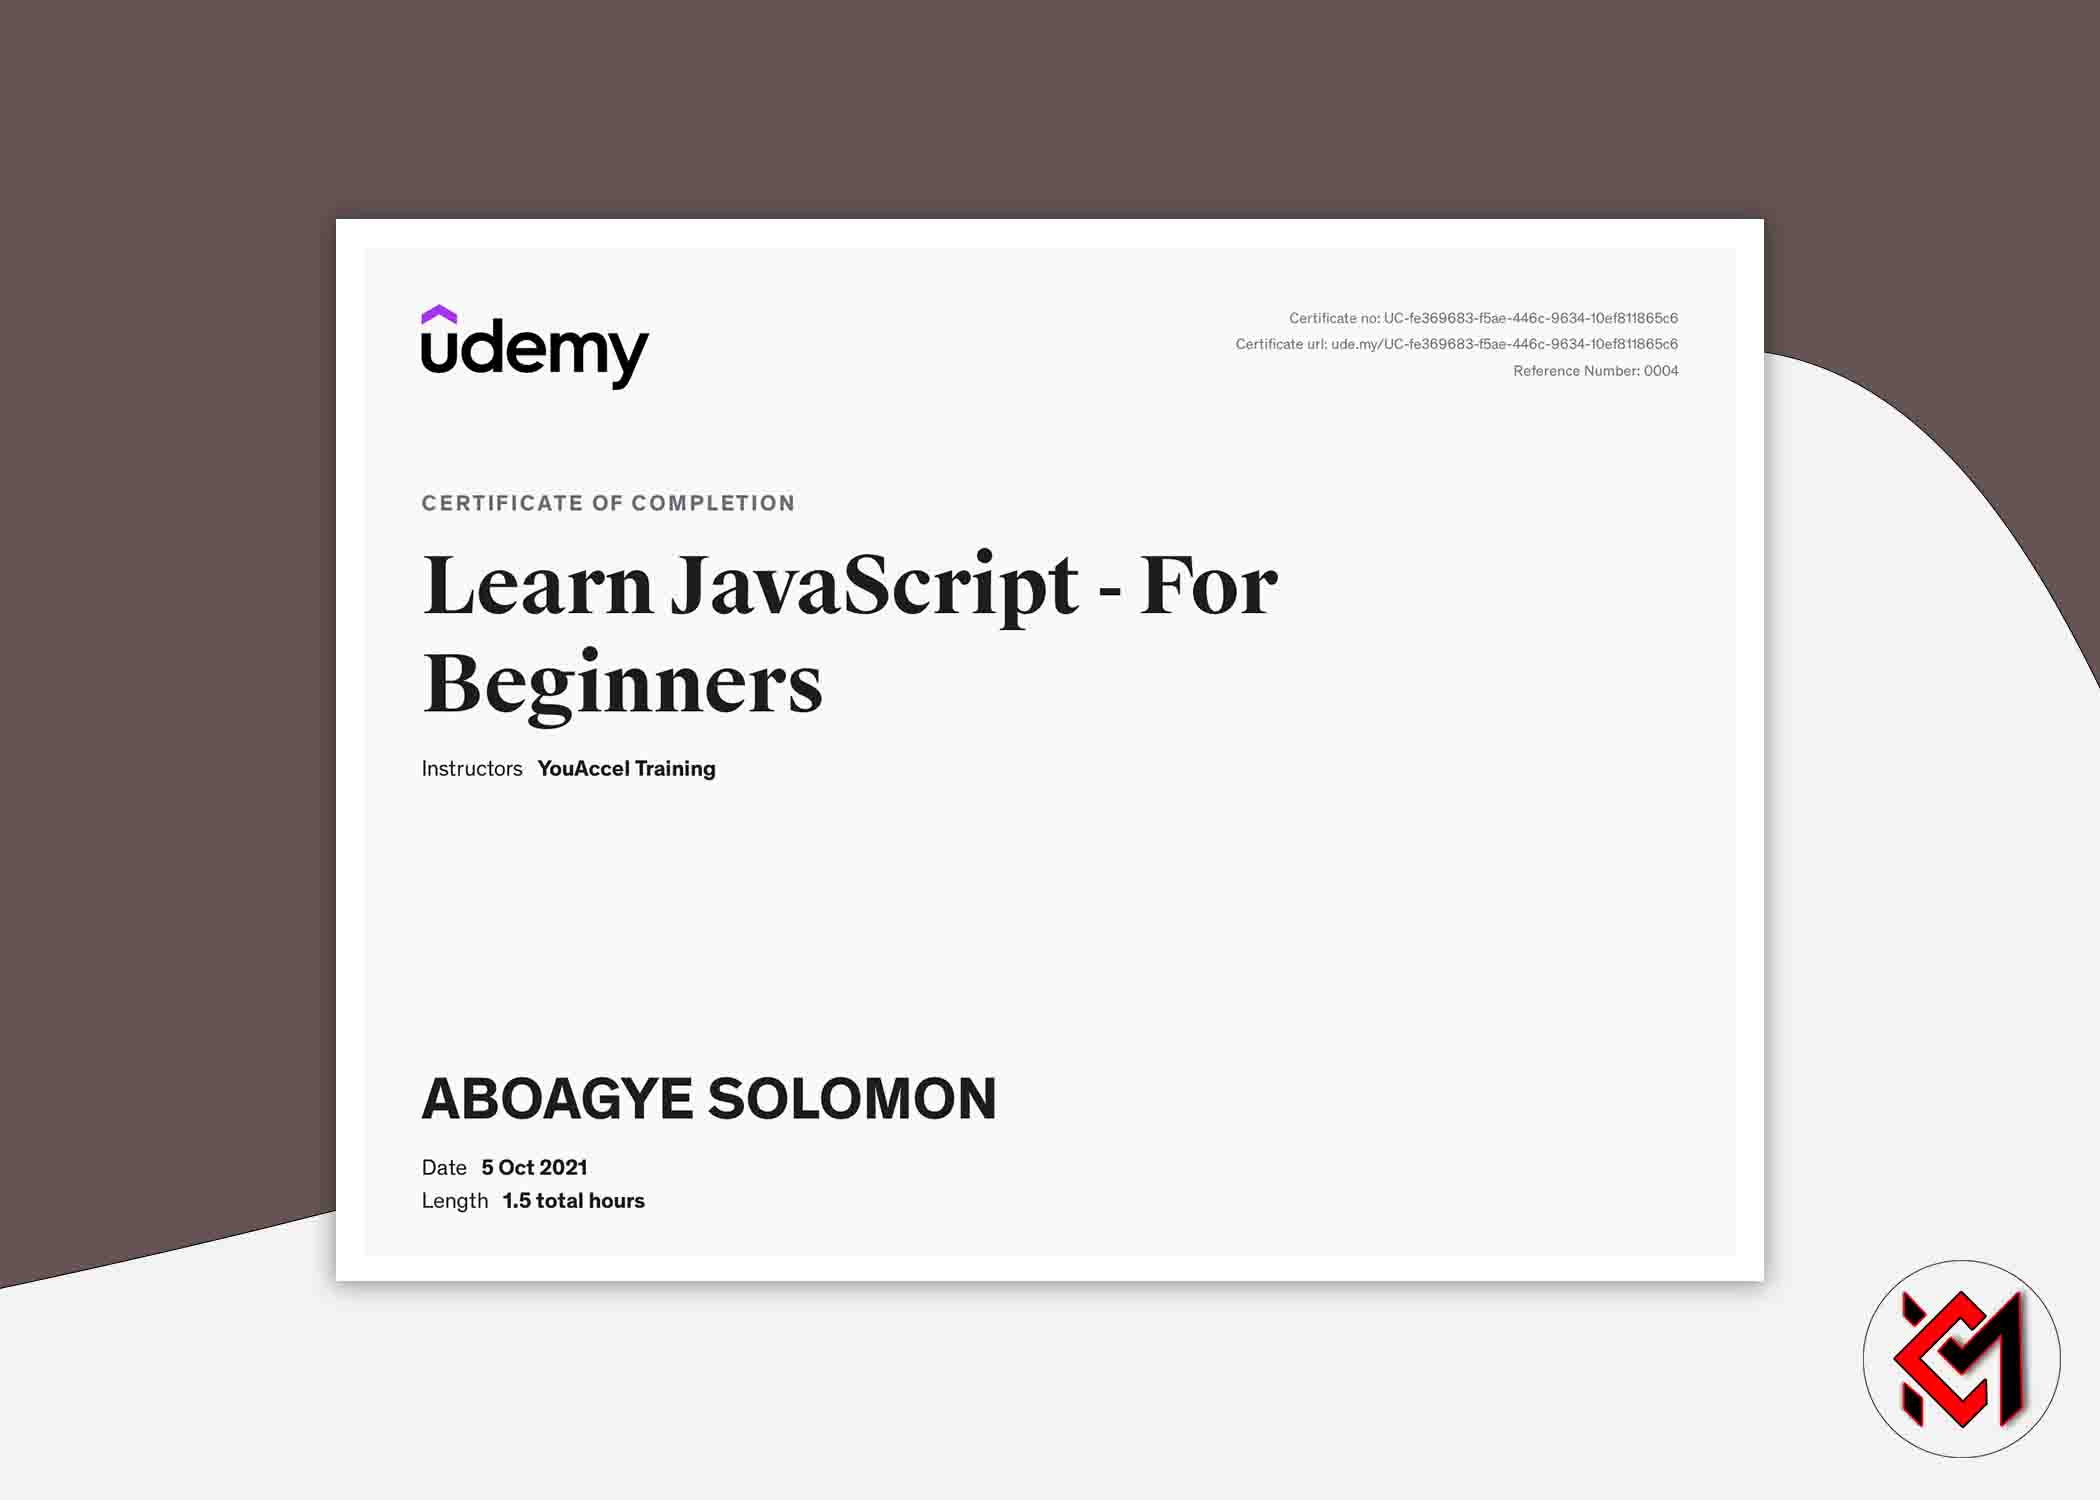 udemy
Certificate no: UC-fe369683-f5ae-446c-9634-10ef811865c6
Certificate url: ude.my/UC-fe369683-f5ae-446c-9634-10ef811865c6
Reference Number: 0004
CERTIFICATE OF COMPLETION
Learn JavaScript - For
Beginners
Instructors YouAccel Training
ABOAGYE SOLOMON
Date 5 Oct 2021
Length 1.5 total hours